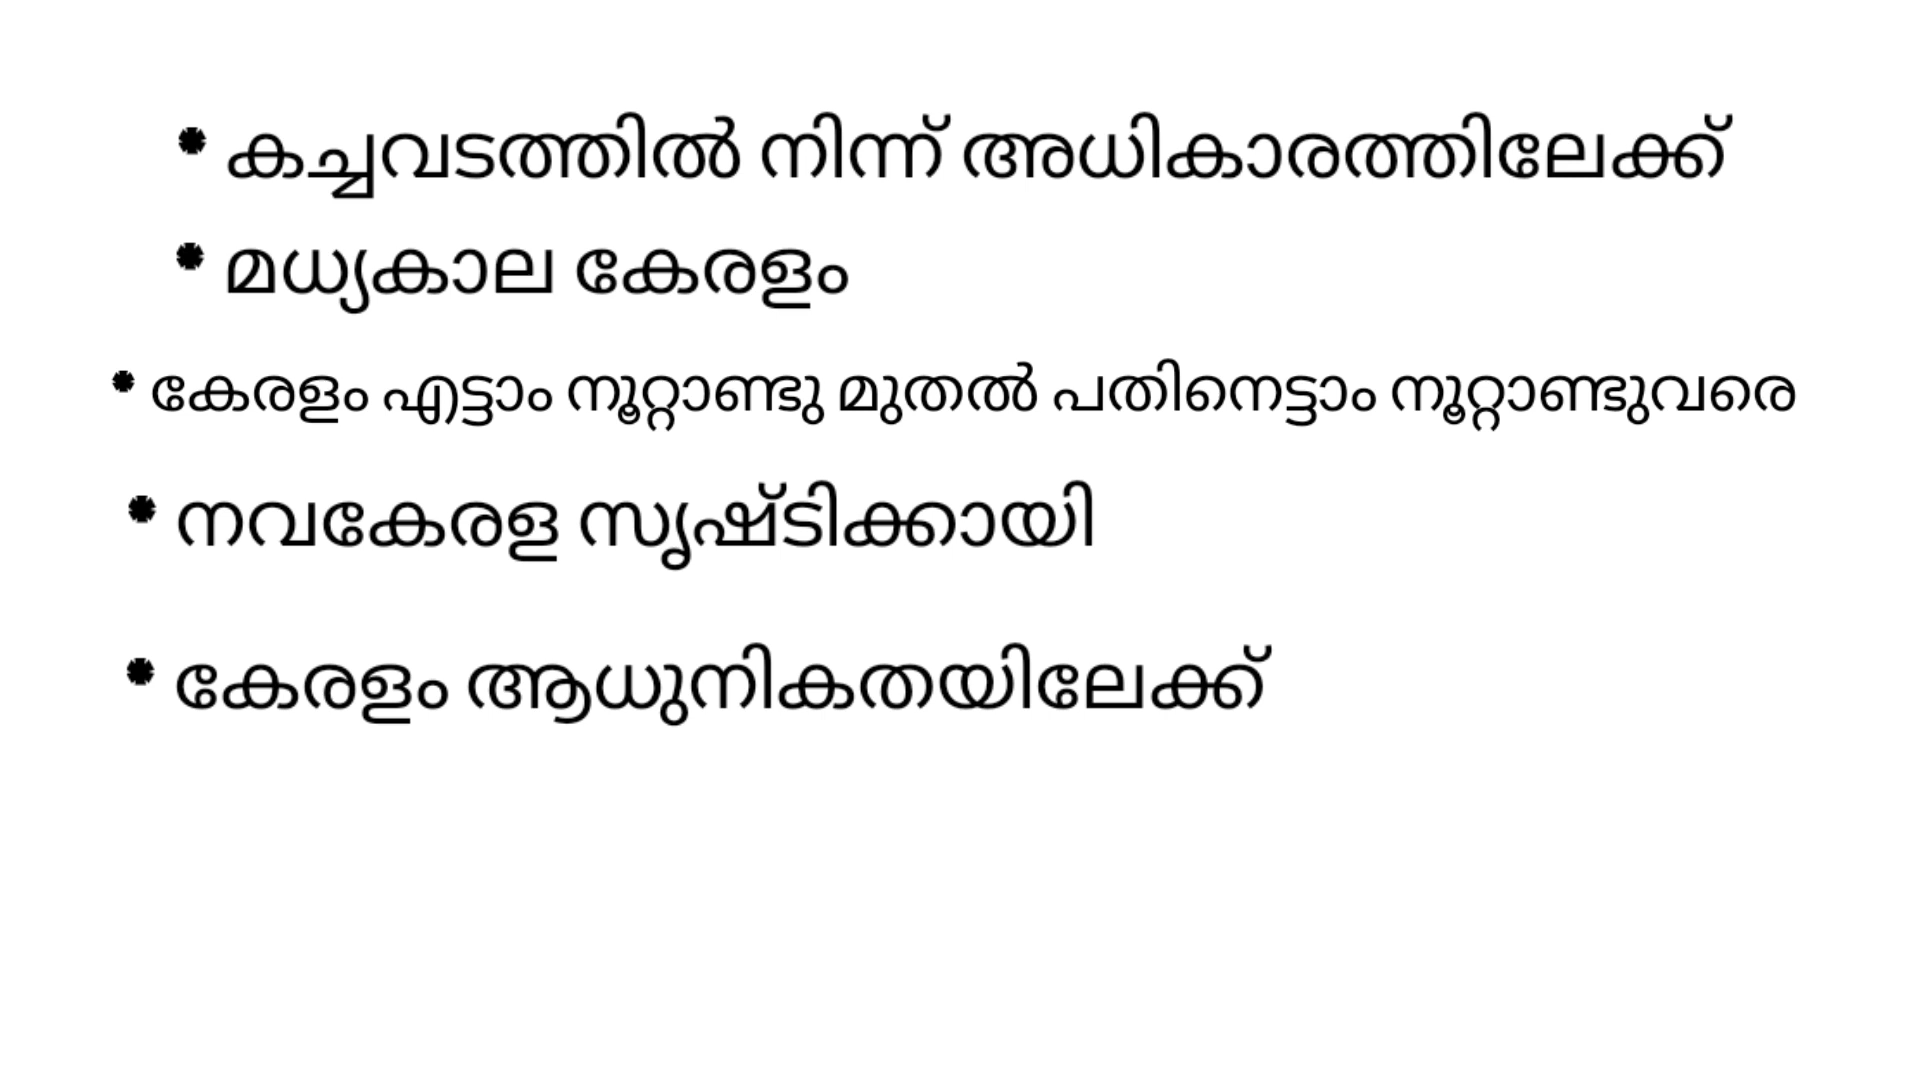 * കച്ചവടത്തിൽ നിന്ന് അധികാരത്തിലേക്ക്
* മധ്യകാല കേരളം
* കേരളം എട്ടാം നൂറ്റാണ്ടു മുതൽ പതിനെട്ടാം നൂറ്റാണ്ടുവരെ
* നവകേരള സൃഷ്ടിക്കായി
* കേരളം ആധുനികതയിലേക്ക്